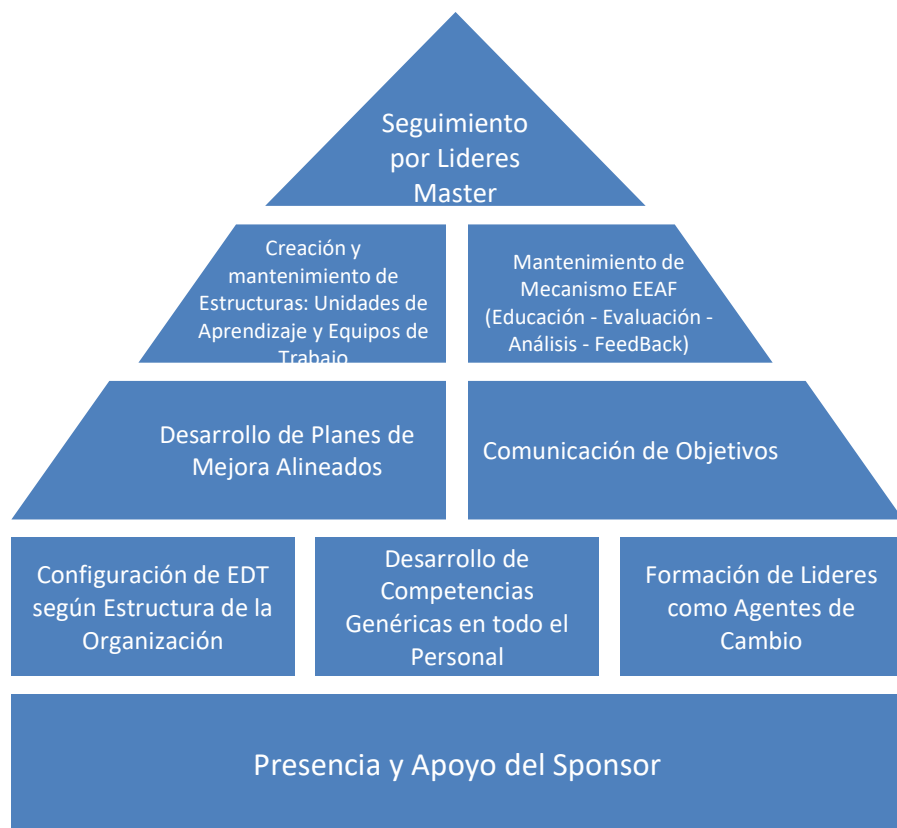 Seguimiento
por Lideres
Master
Creación y
mantenimiento de
Estructuras: Unidades de
Aprendizaje y Equipos de
Trabajo
Mantenimiento de
Mecanismo EEAF
(Educación - Evaluación -
Análisis - FeedBack)
Desarrollo de Planes de
Mejora Alineados
Comunicación de Objetivos
Configuración de EDT
según Estructura de la
Organización
Desarrollo de
Competencias
Genéricas en todo el
Personal
Formación de Lideres
como Agentes de
Cambio
Presencia y Apoyo del Sponsor